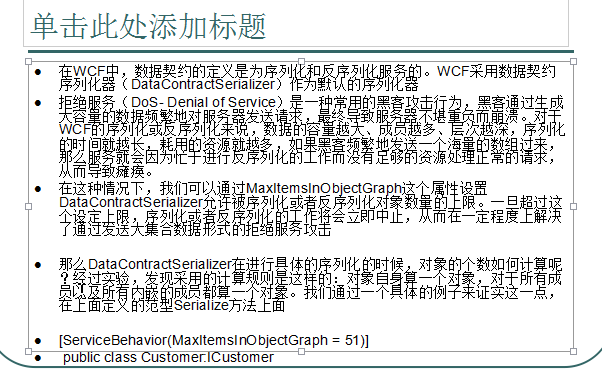 单击此处添加标题
● 在WCF中，数据契约的定义是为序列化和反序列化服务的。WCF采用数据契约
序列化器（ DataContractSerializer）作为默认的序列化器
● 拒绝服务（DoS- Denial of Service）是一种常用的黑客攻击行为，黑客通过生成
大容量的数据频繁地对服务器发送请求，最终导致服务器不堪重负而崩溃。对于
WCF的序列化或反序列化来说，数据的容量越大、成员越多、层次越深，序列化
的时间就越长，耗用的资源就越多，如果黑客频繁地发送一个海量的数组过来，
那么服务就会因为忙于进行反序列化的工作而没有足够的资源处理正常的请求，
从而导致瘫痪。
● 在这种情况下，我们可以通过MaxItemsInObjectGraph这个属性设置
DataContractSerializer允许被序列化或者反序列化对象数量的上限。一旦超过这
个设定上限，序列化或者反序列化的工作将会立即中止，从而在一定程度上解决
了通过发送大集合数据形式的拒绝服务攻击
● 那么DataContractSerializer在进行具体的序列化的时候，对象的个数如何计算呢
？经过实验，发现采用的计算规则是这样的：对象自身算一个对象，对于所有成
员以及所有内嵌的成员都算一个对象。我们通过一个具体的例子来证实这一点，
在上面定义的范型Serialize方法上面
● [ServiceBehavior(MaxItemsInObjectGraph = 51)]
● public class Customer:ICustomer